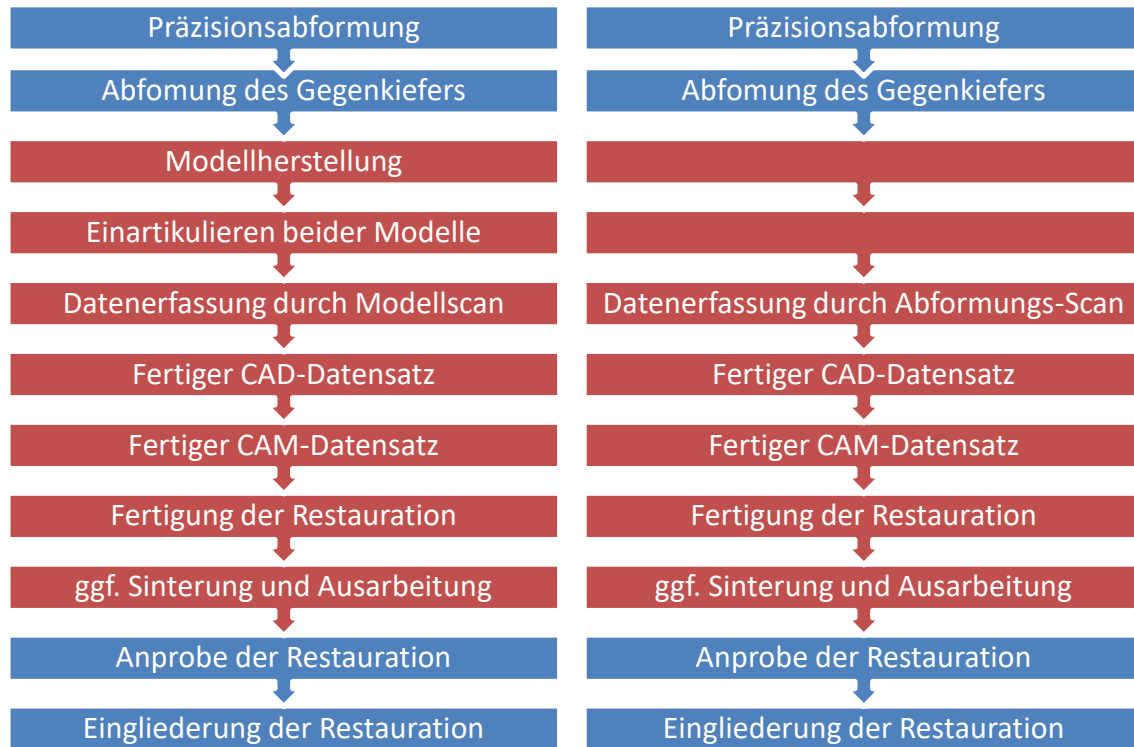 Präzisionsabformung
Abfomung des Gegenkiefers
Modellherstellung
Einartikulieren beider Modelle
Datenerfassung durch Modellscan
Fertiger CAD-Datensatz
Fertiger CAM-Datensatz
Fertigung der Restauration
ggf. Sinterung und Ausarbeitung
Anprobe der Restauration
Eingliederung der Restauration
Präzisionsabformung
Abfomung des Gegenkiefers
Datenerfassung durch Abformungs-Scan
Fertiger CAD-Datensatz
Fertiger CAM-Datensatz
Fertigung der Restauration
ggf. Sinterung und Ausarbeitung
Anprobe der Restauration
Eingliederung der Restauration